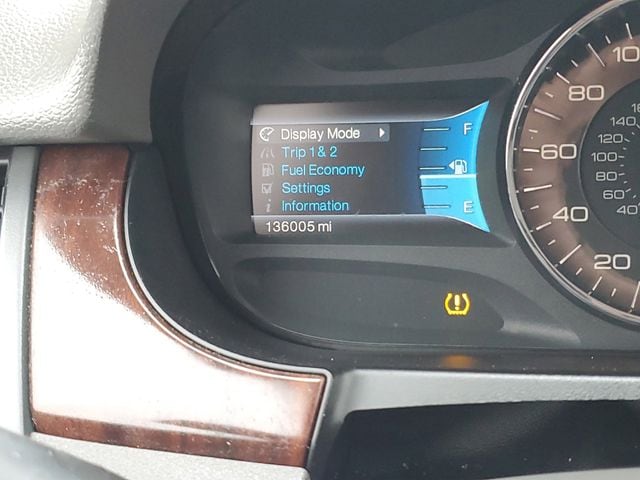 Display Mode
Trip 1 & 2
Fuel Economy
Settings
Information
136005 mi
F
E
80
60
40
20
140
120
100
80
60
40